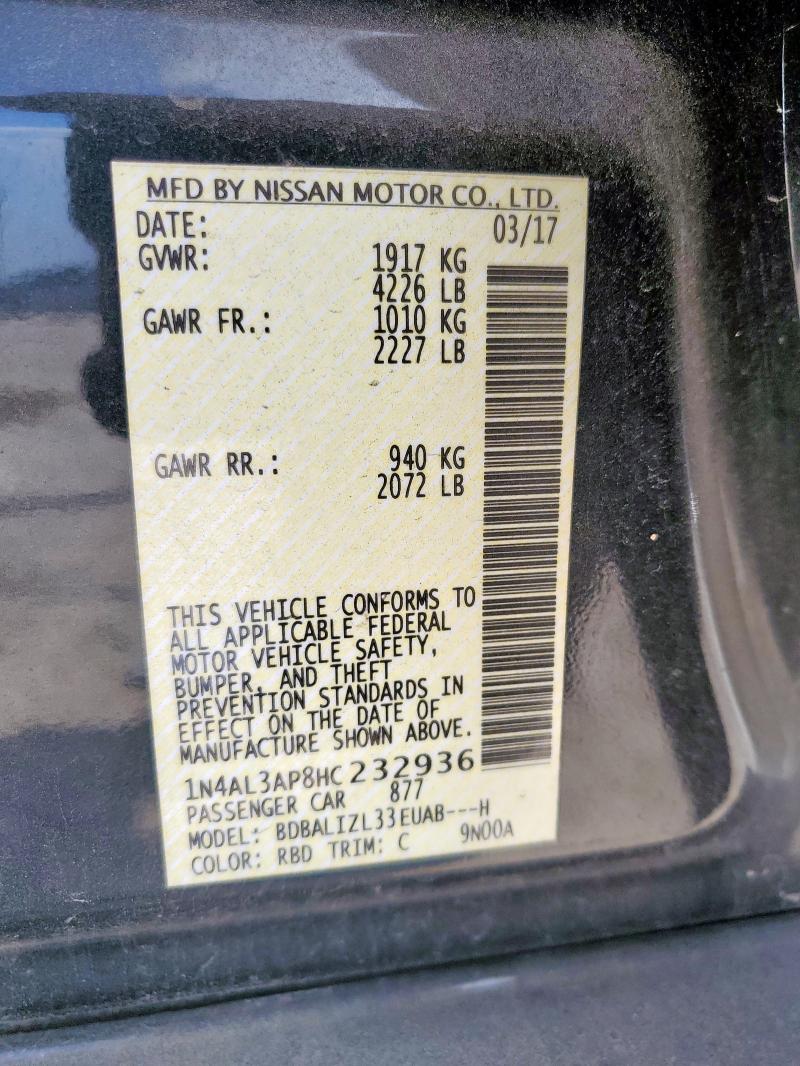 MFD BY NISSAN MOTOR CO., LTD.
DATE: 03/17
GVWR: 1917 KG
4226 LB
GAWR FR.: 1010 KG
2227 LB
GAWR RR.: 940 KG
2072 LB
THIS VEHICLE CONFORMS TO
ALL APPLICABLE FEDERAL
MOTOR VEHICLE SAFETY,
BUMPER, AND THEFT
PREVENTION STANDARDS IN
EFFECT ON THE DATE OF
MANUFACTURE SHOWN ABOVE.
1N4AL3AP8HC232936
PASSENGER CAR 877
MODEL: BDBALIZL33EUAB---H
COLOR: RBD TRIM: C 9N00A